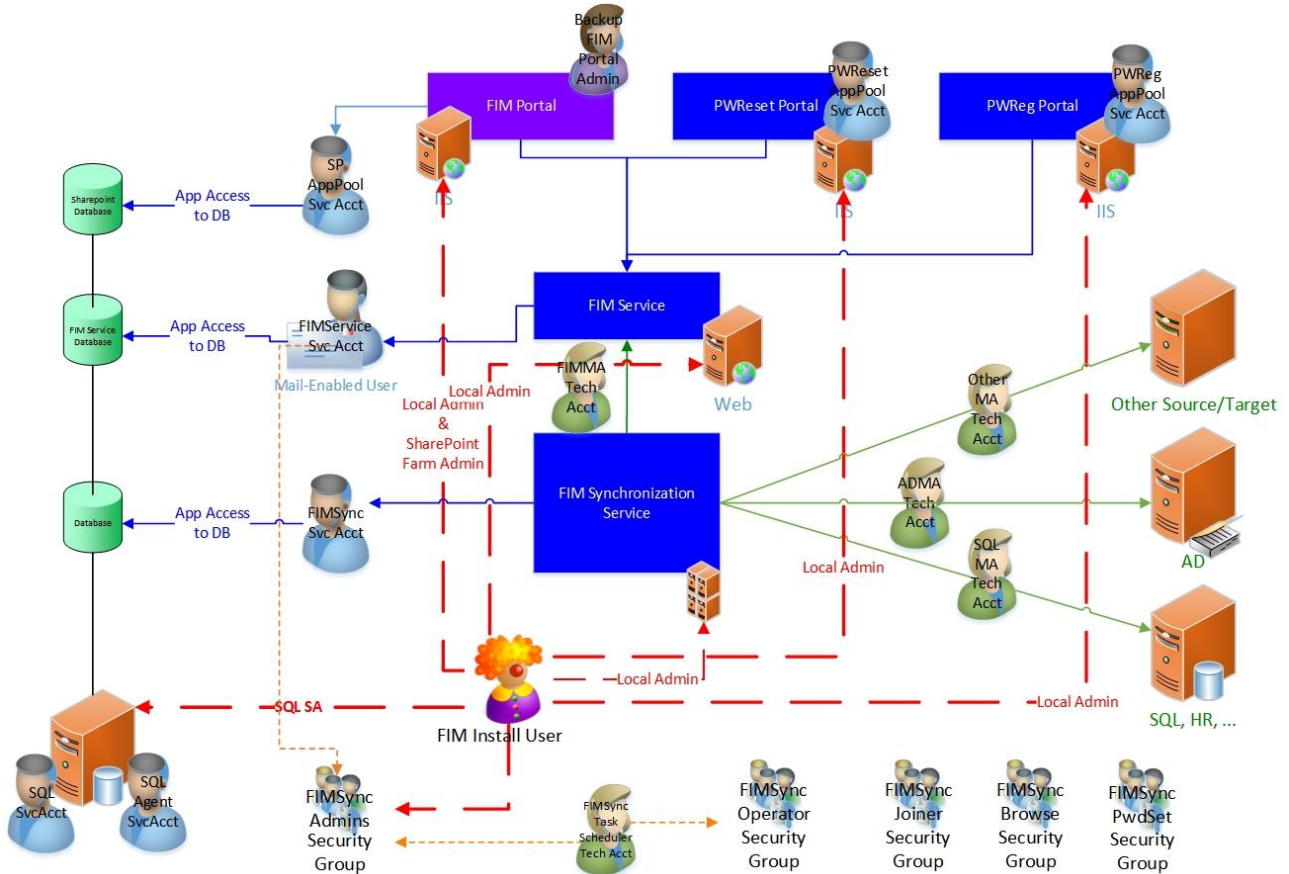 Backup
FIM
Portal
Admin
FIM Portal
PWReset Portal
PWReset
AppPool
Svc Acct
PWReg Portal
PWReg
AppPool
Svc Acct
IIS
IIS
IIS
Sharepoint
Database
App Access
to DB
SP
AppPool
Svc Acct
FIM Service
FIM Service
Database
App Access
to DB
FIMService
Svc Acct
Mail-Enabled User
Web
Local Admin
Local Admin
&
SharePoint
Farm Admin
FIMMA
Tech
Acct
Other
MA
Tech
Acct
Other Source/Target
FIM Synchronization
Service
ADMA
Tech
Acct
AD
Database
App Access
to DB
FIMSync
Svc Acct
SQL
MA
Tech
Acct
Local Admin
SQL, HR, ...
Local Admin
Local Admin
SQL SA
FIM Install User
SQL
SvcAcct
SQL
Agent
SvcAcct
FIMSync
Admins
Security
Group
FIMSync
Task
Scheduler
Tech Acct
FIMSync
Operator
Security
Group
FIMSync
Joiner
Security
Group
FIMSync
Browse
Security
Group
FIMSync
PwdSet
Security
Group